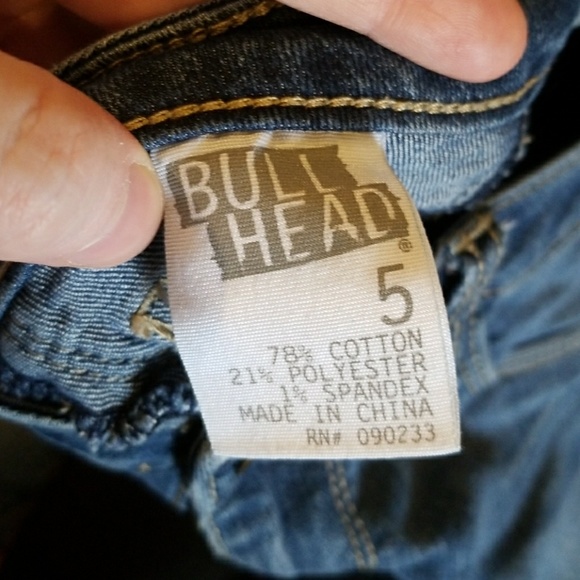 BULL
HEAD®
5
78% COTTON
21% POLYESTER
1% SPANDEX
MADE IN CHINA
RN# 090233